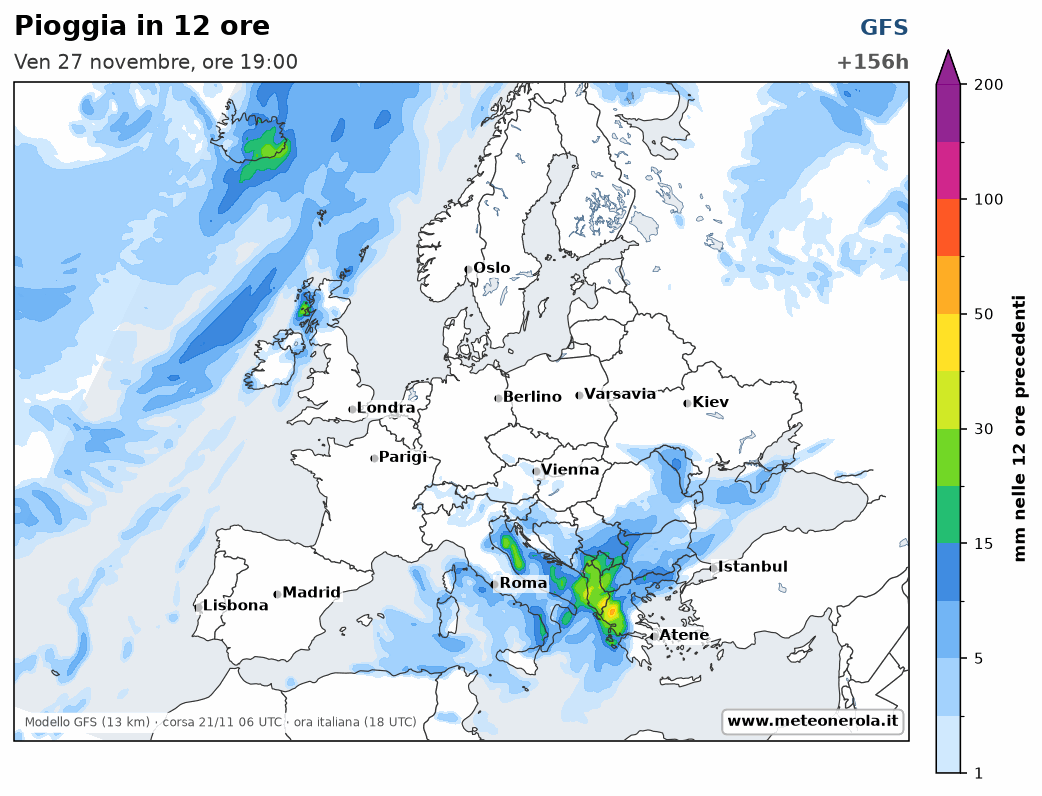 Pioggia in 12 ore
GFS
Ven 27 novembre, ore 19:00
+156h
200
100
50
30
15
5
1
mm nelle 12 ore precedenti
Oslo
Londra
Berlino
Varsavia
Kiev
Parigi
Vienna
Madrid
Lisbona
Roma
Istanbul
Atene
Modello GFS (13 km) · corsa 21/11 06 UTC · ora italiana (18 UTC)
www.meteonerola.it